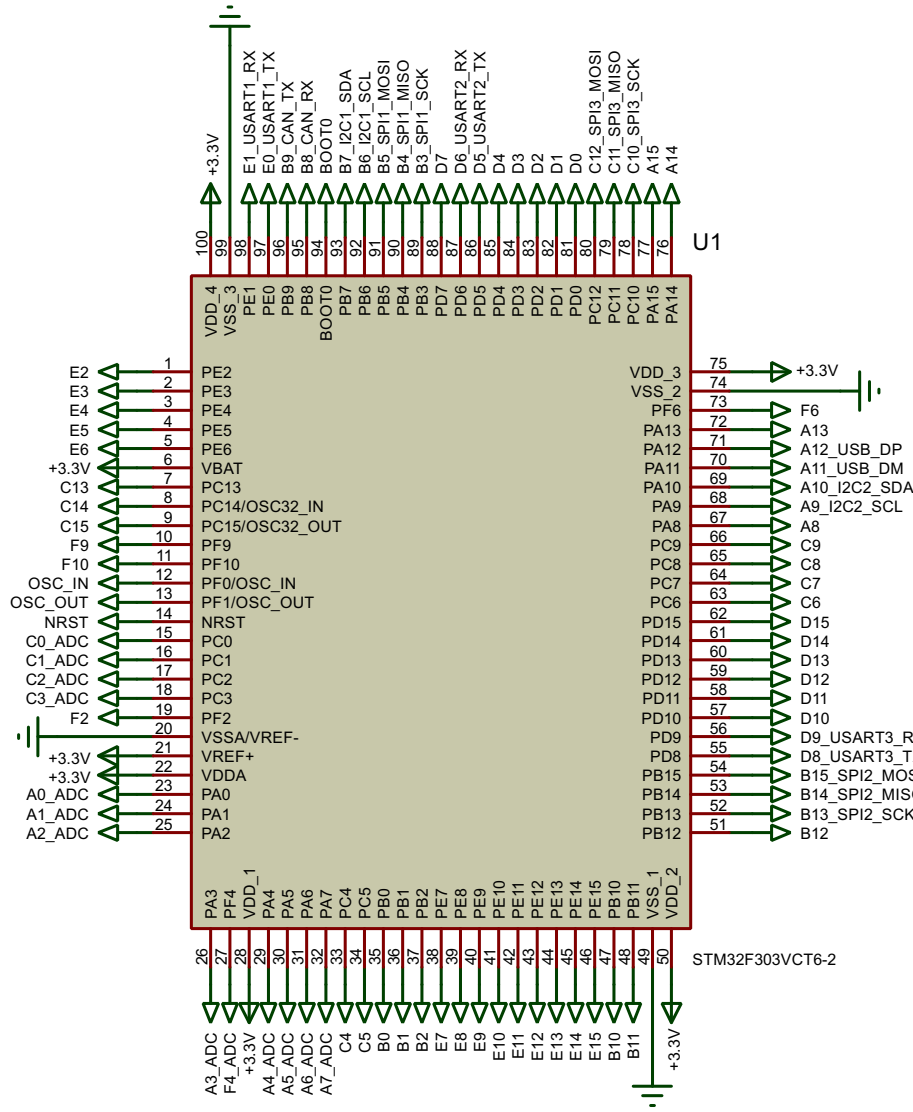 +3.3V
E1_USART1_RX
E0_USART1_TX
B9_CAN_TX
B8_CAN_RX
BOOT0
B7_I2C1_SDA
B6_I2C1_SCL
B5_SPI1_MOSI
B4_SPI1_MISO
B3_SPI1_SCK
D7
D6_USART2_RX
D5_USART2_TX
D4
D3
D2
D1
D0
C12_SPI3_MOSI
C11_SPI3_MISO
C10_SPI3_SCK
A15
A14
100 99 98 97 96 95 94 93 92 91 90 89 88 87 86 85 84 83 82 81 80 79 78 77 76
U1
VDD_4 VSS_3 PE1 PE0 PB9 PB8 BOOT0 PB7 PB6 PB5 PB4 PB3 PD7 PD6 PD5 PD4 PD3 PD2 PD1 PD0 PC12 PC11 PC10 PA15 PA14
E2 1 PE2
E3 2 PE3
E4 3 PE4
E5 4 PE5
E6 5 PE6
+3.3V 6 VBAT
C13 7 PC13
C14 8 PC14/OSC32_IN
C15 9 PC15/OSC32_OUT
F9 10 PF9
F10 11 PF10
OSC_IN 12 PF0/OSC_IN
OSC_OUT 13 PF1/OSC_OUT
NRST 14 NRST
C0_ADC 15 PC0
C1_ADC 16 PC1
C2_ADC 17 PC2
C3_ADC 18 PC3
F2 19 PF2
20 VSSA/VREF-
+3.3V 21 VREF+
+3.3V 22 VDDA
A0_ADC 23 PA0
A1_ADC 24 PA1
A2_ADC 25 PA2
VDD_3 75 +3.3V
VSS_2 74
PF6 73 F6
PA13 72 A13
PA12 71 A12_USB_DP
PA11 70 A11_USB_DM
PA10 69 A10_I2C2_SDA
PA9 68 A9_I2C2_SCL
PA8 67 A8
PC9 66 C9
PC8 65 C8
PC7 64 C7
PC6 63 C6
PD15 62 D15
PD14 61 D14
PD13 60 D13
PD12 59 D12
PD11 58 D11
PD10 57 D10
PD9 56 D9_USART3_R
PD8 55 D8_USART3_T
PB15 54 B15_SPI2_MOS
PB14 53 B14_SPI2_MISO
PB13 52 B13_SPI2_SCK
PB12 51 B12
PA3 PF4 VDD_1 PA4 PA5 PA6 PA7 PC4 PC5 PB0 PB1 PB2 PE7 PE8 PE9 PE10 PE11 PE12 PE13 PE14 PE15 PB10 PB11 VSS_1 VDD_2
26 27 28 29 30 31 32 33 34 35 36 37 38 39 40 41 42 43 44 45 46 47 48 49 50
STM32F303VCT6-2
A3_ADC
F4_ADC
+3.3V
A4_ADC
A5_ADC
A6_ADC
A7_ADC
C4
C5
B0
B1
B2
E7
E8
E9
E10
E11
E12
E13
E14
E15
B10
B11
+3.3V